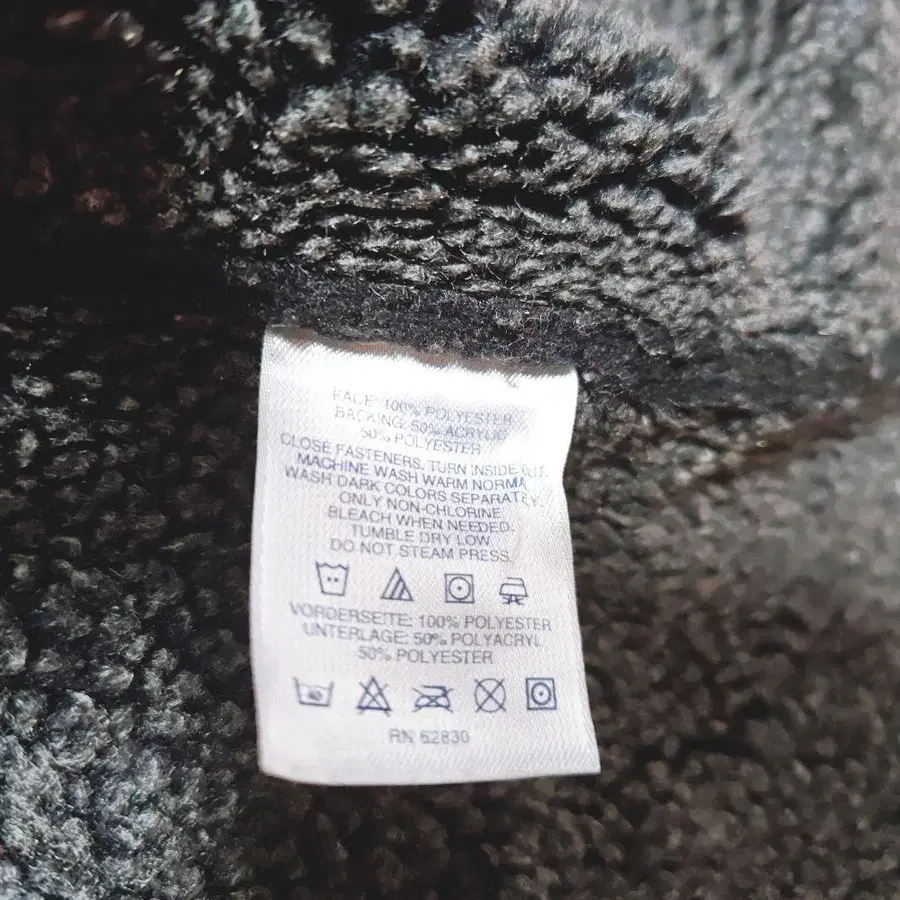 FACE: 100% POLYESTER
BACKING: 50% ACRYLIC
50% POLYESTER
CLOSE FASTENERS. TURN INSIDE OUT.
MACHINE WASH WARM NORMAL
WASH DARK COLORS SEPARATELY.
ONLY NON-CHLORINE
BLEACH WHEN NEEDED.
TUMBLE DRY LOW
DO NOT STEAM PRESS
VORDERSEITE: 100% POLYESTER
UNTERLAGE: 50% POLYACRYL
50% POLYESTER
RN 62830